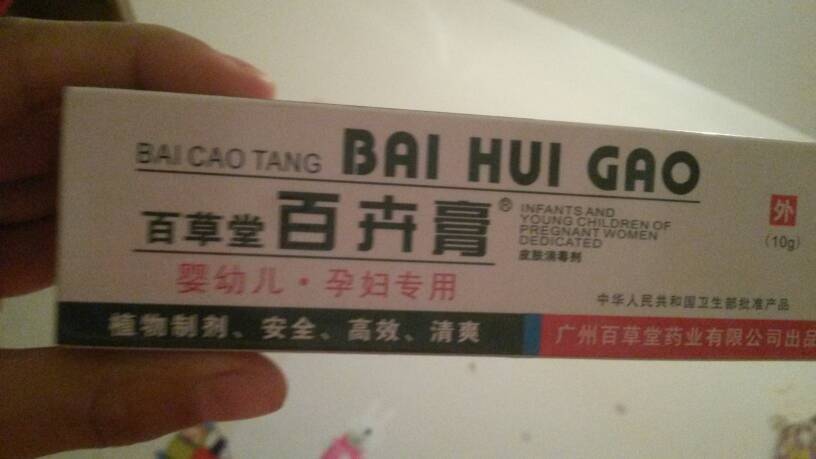 BAI CAO TANG BAI HUI GAO
百草堂 百卉膏®
INFANTS AND
YOUNG CHILDREN OF
PREGNANT WOMEN
DEDICATED
皮肤消毒剂
外
(10g)
婴幼儿·孕妇专用
中华人民共和国卫生部批准产品
植物制剂、安全、高效、清爽
广州百草堂药业有限公司出品